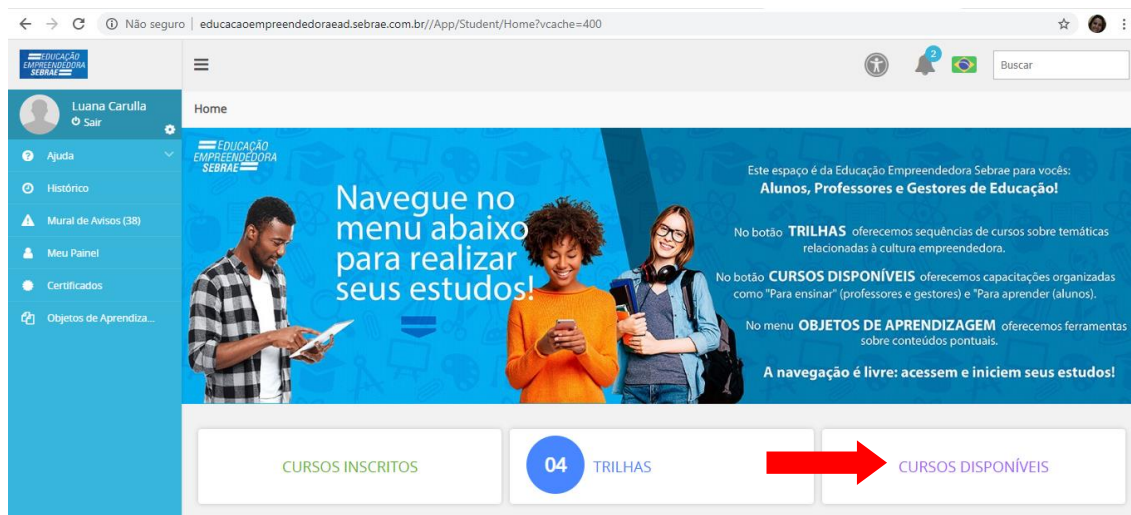 Não seguro | educacaoempreendedoraead.sebrae.com.br//App/Student/Home?vcache=400
EDUCAÇÃO
EMPREENDEDORA
SEBRAE
2
Buscar
Luana Carulla
Sair
Home
Ajuda
Histórico
Mural de Avisos (38)
Meu Painel
Certificados
Objetos de Aprendiza...
EDUCAÇÃO
EMPREENDEDORA
SEBRAE
Navegue no
menu abaixo
para realizar
seus estudos!
Este espaço é da Educação Empreendedora Sebrae para vocês:
Alunos, Professores e Gestores de Educação!
No botão TRILHAS oferecemos sequências de cursos sobre temáticas
relacionadas à cultura empreendedora.
No botão CURSOS DISPONÍVEIS oferecemos capacitações organizadas
como "Para ensinar" (professores e gestores) e "Para aprender (alunos).
No menu OBJETOS DE APRENDIZAGEM oferecemos ferramentas
sobre conteúdos pontuais.
A navegação é livre: acessem e iniciem seus estudos!
CURSOS INSCRITOS
04 TRILHAS
CURSOS DISPONÍVEIS